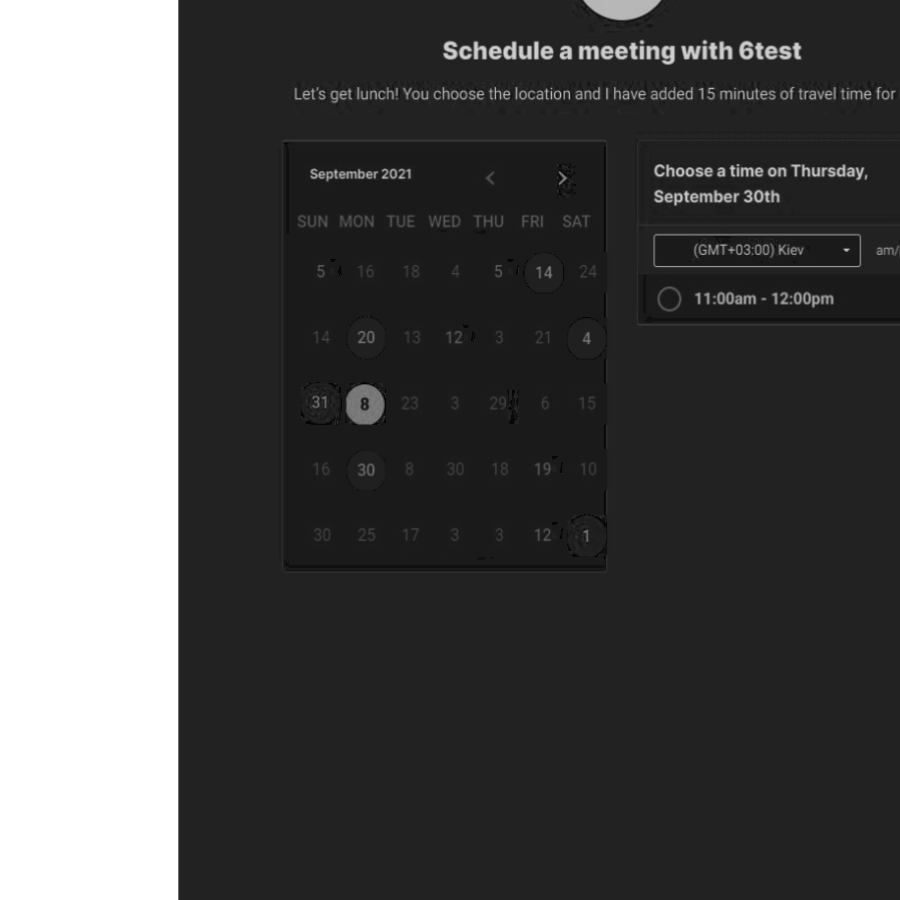 Schedule a meeting with 6test
Let's get lunch! You choose the location and I have added 15 minutes of travel time for
September 2021
SUN MON TUE WED THU FRI SAT
5 16 18 4 5 14 24
14 20 13 12 3 21 4
31 8 23 3 29 6 15
16 30 8 30 18 19 10
30 25 17 3 3 12 1
Choose a time on Thursday,
September 30th
(GMT+03:00) Kiev am/
11:00am - 12:00pm